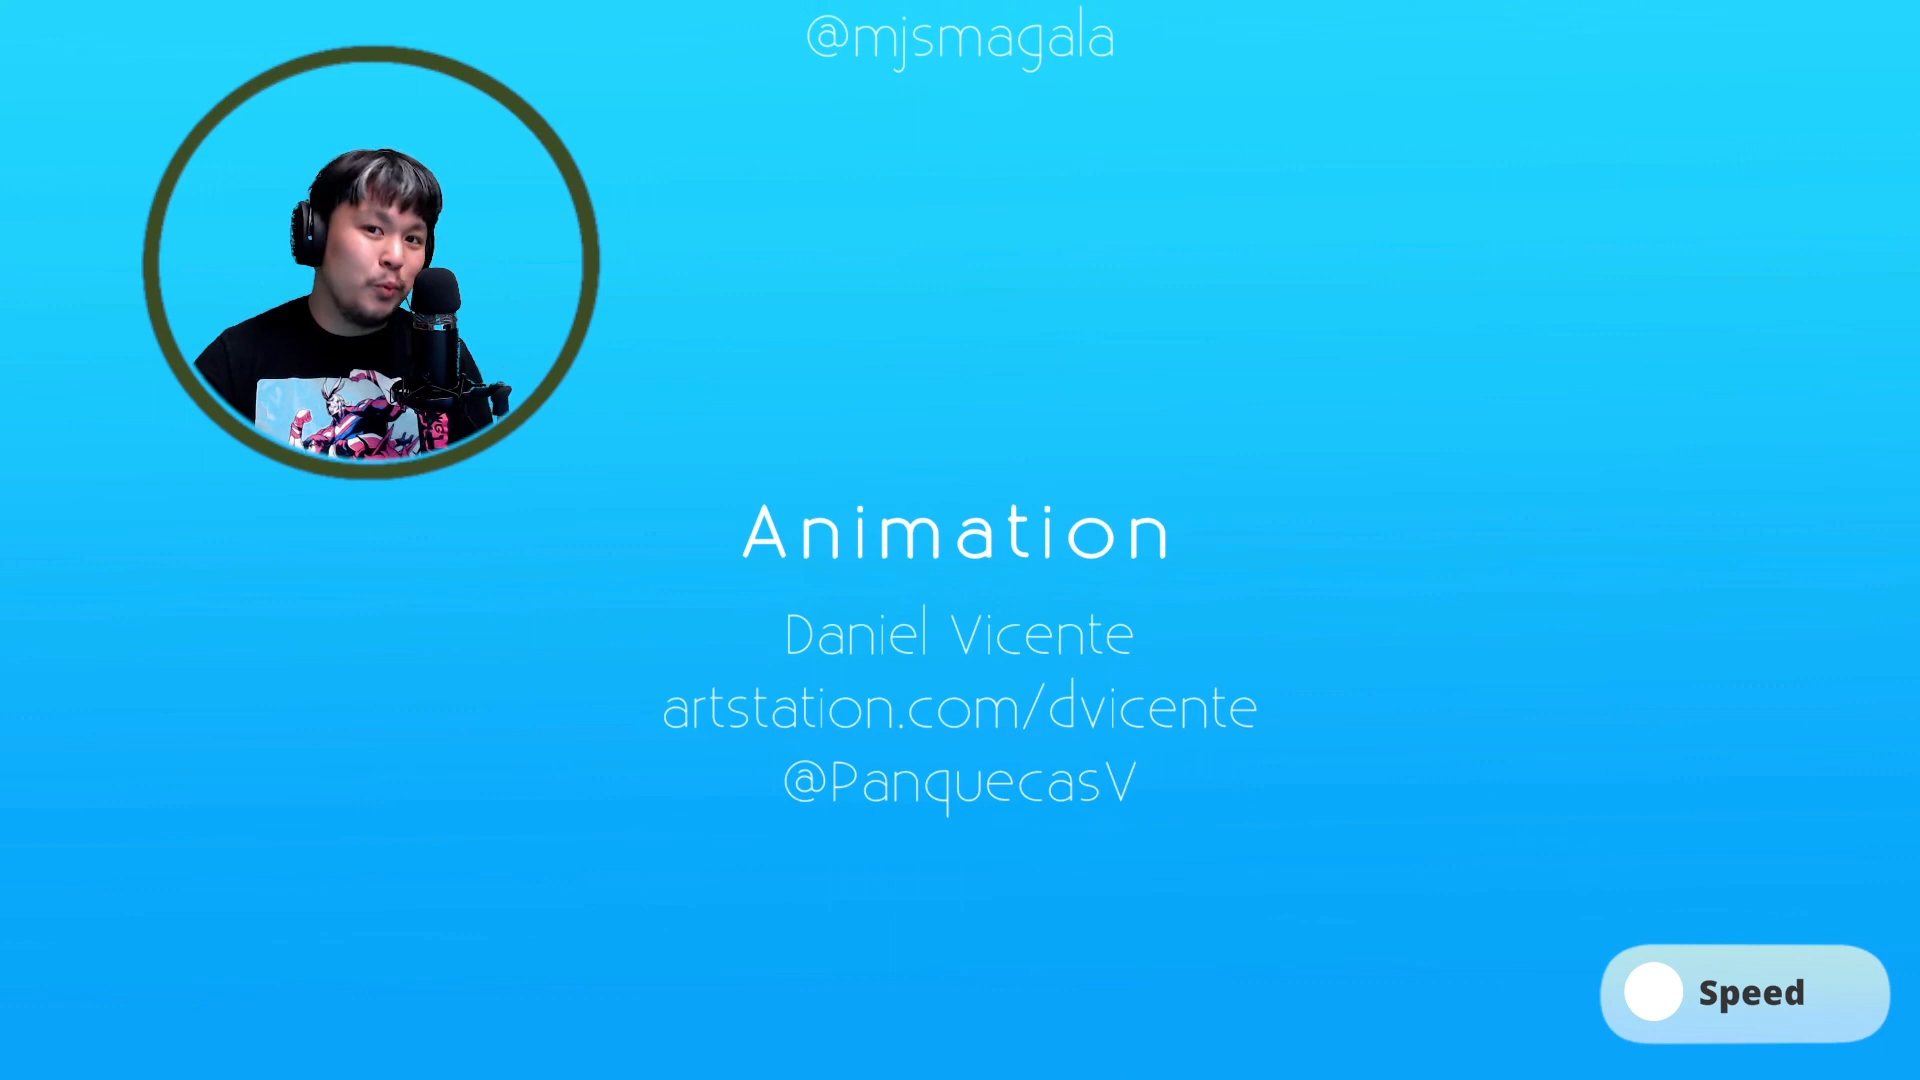 @mjsmagala
Animation
Daniel Vicente
artstation.com/dvicente
@PanquecasV
Speed